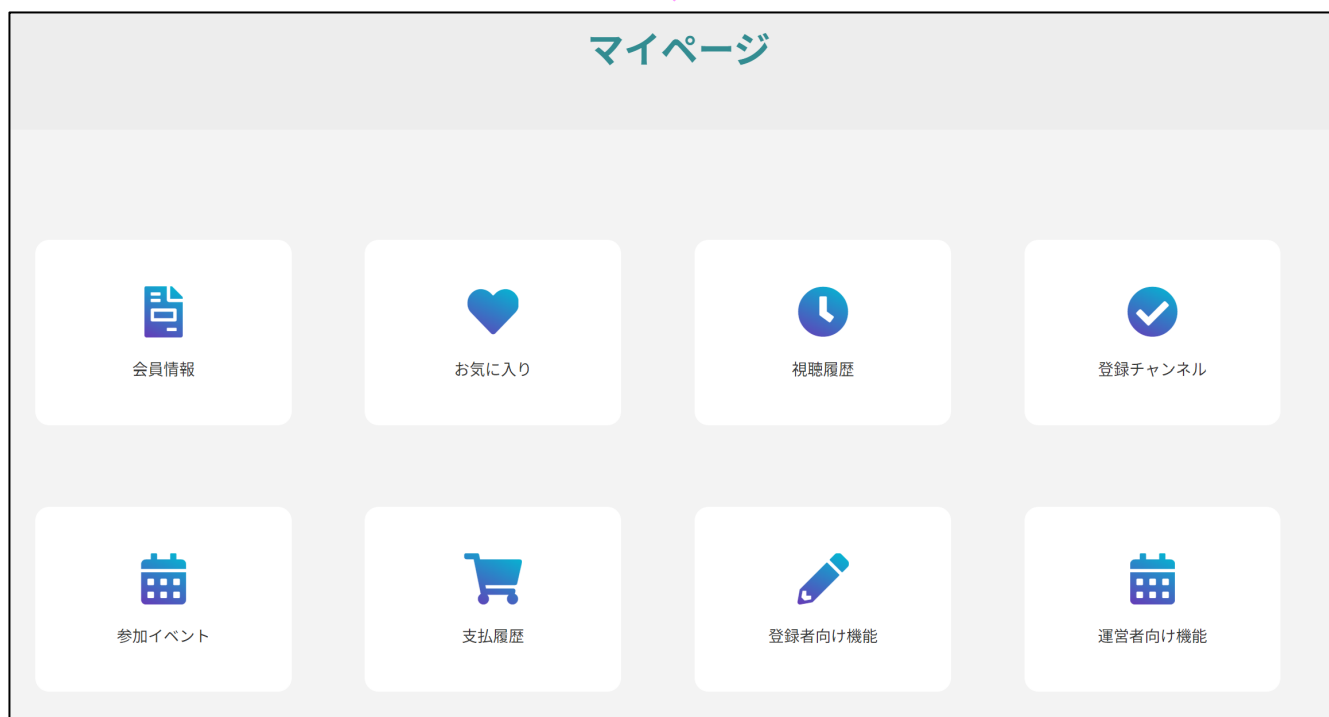 マイページ
会員情報
お気に入り
視聴履歴
登録チャンネル
参加イベント
支払履歴
登録者向け機能
運営者向け機能